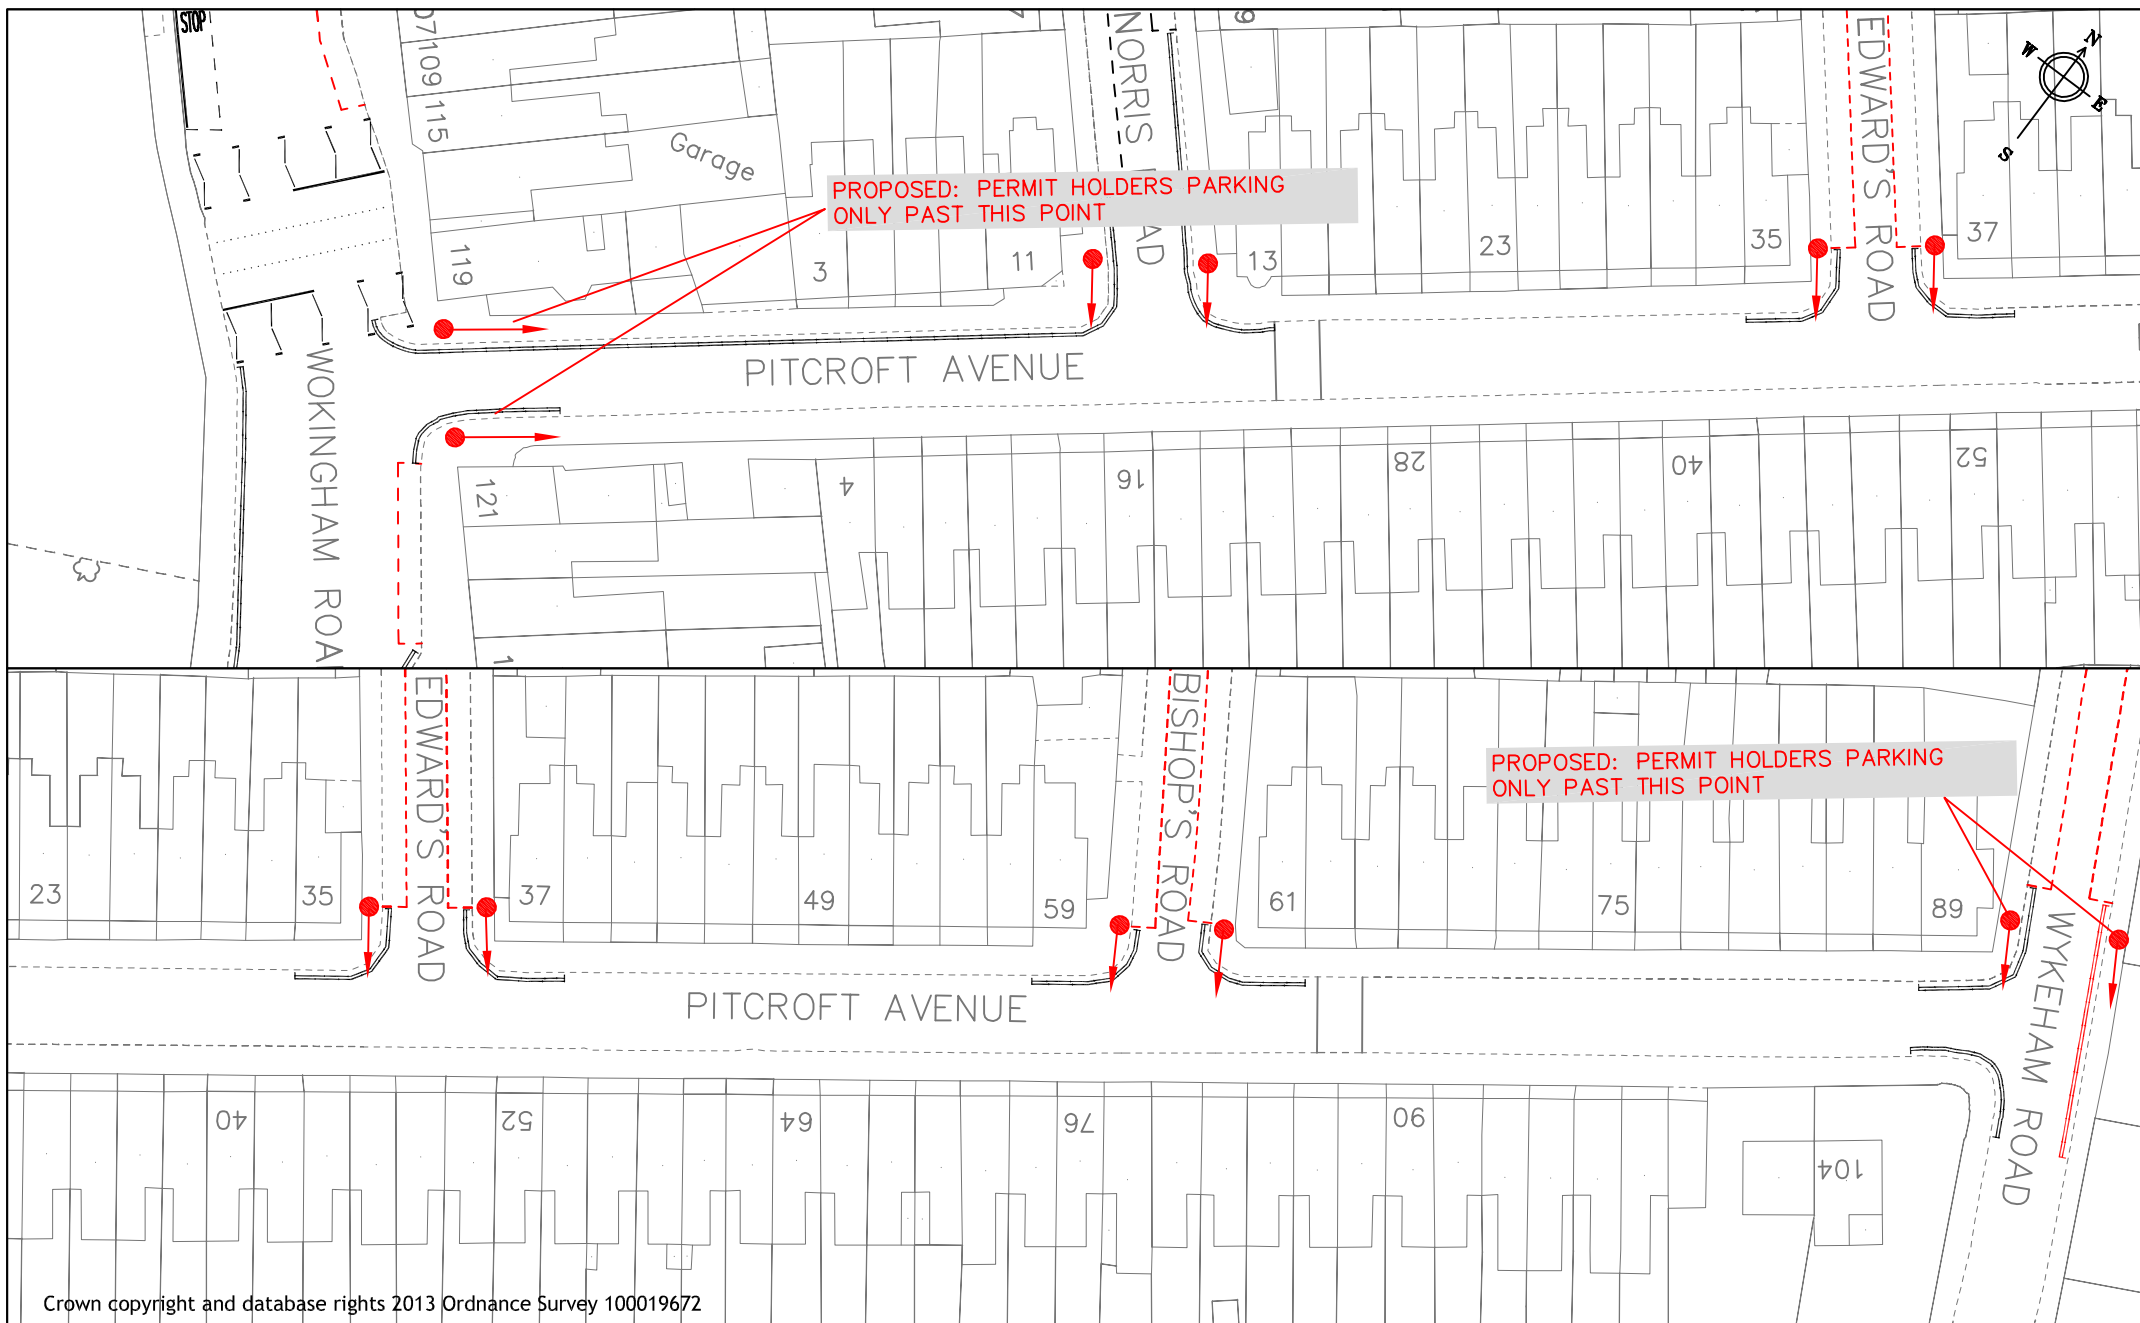 STOP
109
115
Garage
119
3
11
NORRIS
13
23
35
EDWARD'S ROAD
37
N
W
E
S
PROPOSED: PERMIT HOLDERS PARKING
ONLY PAST THIS POINT
PITCROFT AVENUE
WOKINGHAM
121
4
16
28
40
52
EDWARD'S ROAD
BISHOP'S ROAD
PROPOSED: PERMIT HOLDERS PARKING
ONLY PAST THIS POINT
23
35
37
49
59
61
75
89
WYKEHAM ROAD
PITCROFT AVENUE
40
52
64
76
90
104
Crown copyright and database rights 2013 Ordnance Survey 100019672